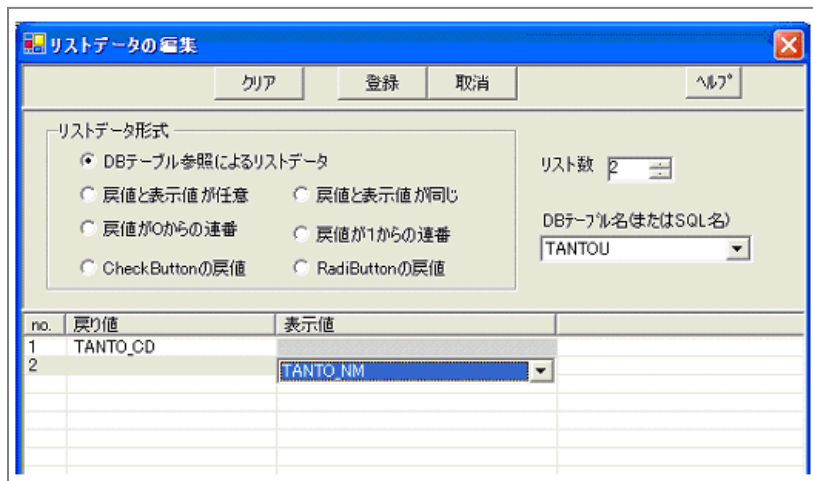 リストデータの編集
クリア 登録 取消 ﾍﾙﾌﾟ
リストデータ形式
DBテーブル参照によるリストデータ
戻値と表示値が任意 戻値と表示値が同じ
戻値が0からの連番 戻値が1からの連番
CheckButtonの戻値 RadiButtonの戻値
リスト数 2
DBﾃｰﾌﾞﾙ名(またはSQL名)
TANTOU
no. 戻り値 表示値
1 TANTO_CD
2 TANTO_NM